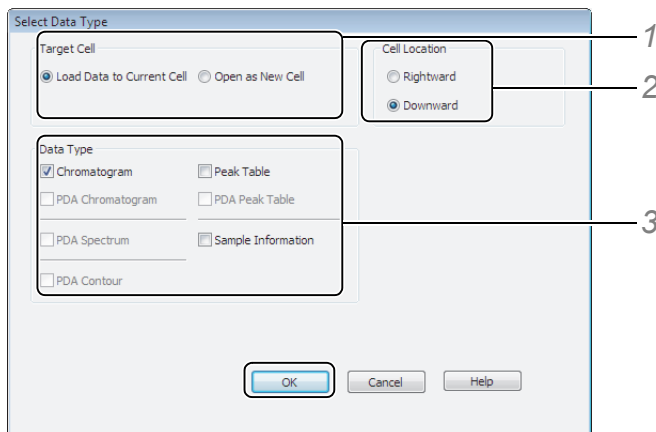 Select Data Type
Target Cell
Load Data to Current Cell Open as New Cell
1
Cell Location
Rightward
Downward
2
Data Type
Chromatogram Peak Table
PDA Chromatogram PDA Peak Table
PDA Spectrum Sample Information
PDA Contour
3
OK Cancel Help